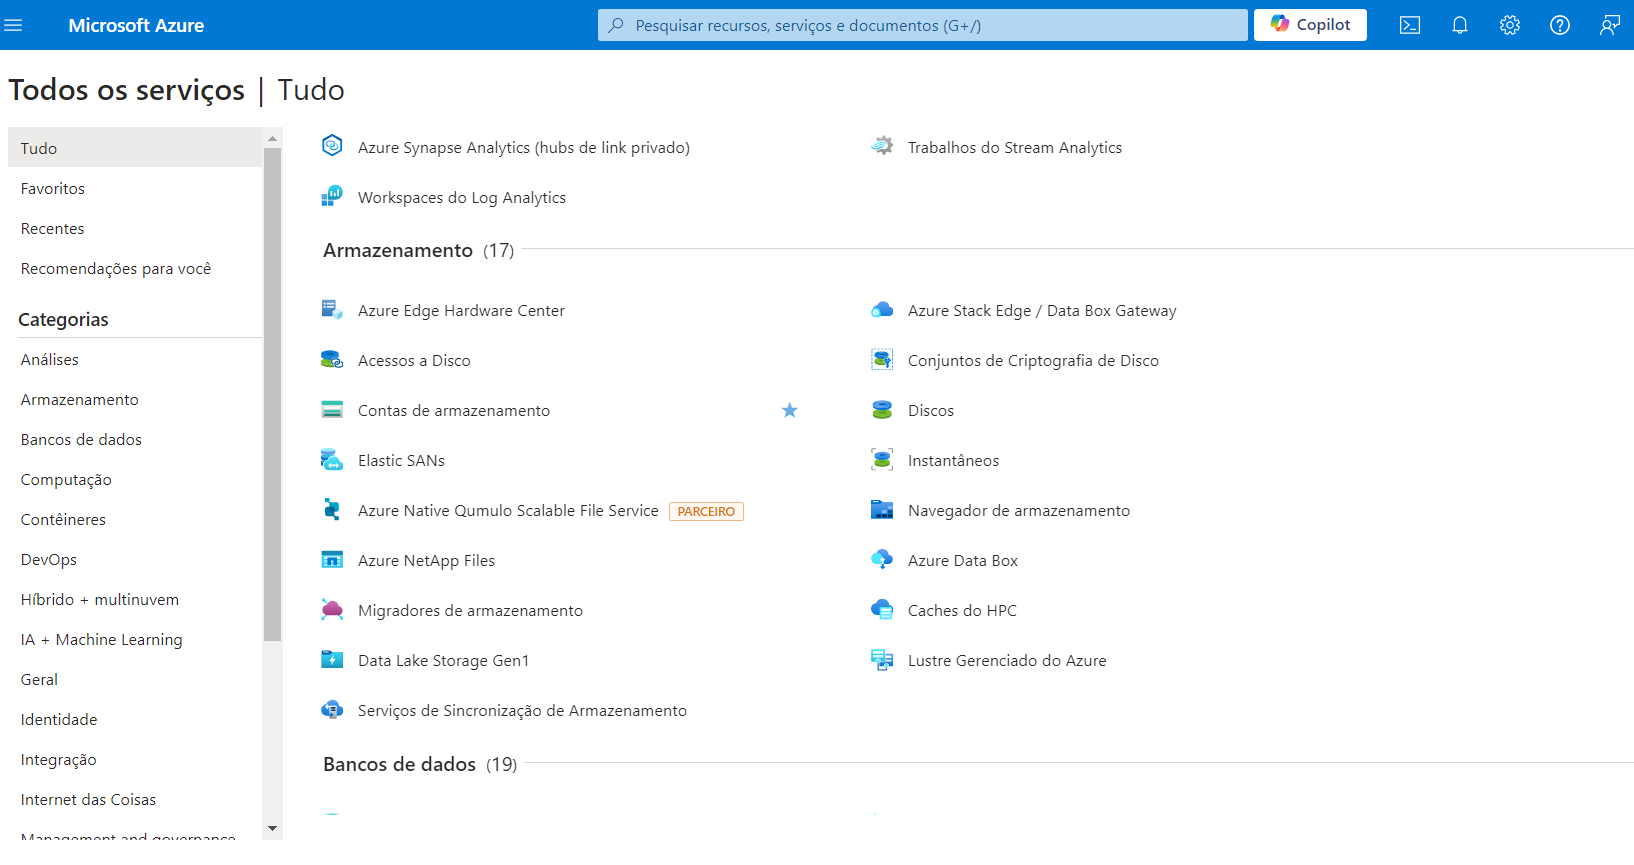 Microsoft Azure
Pesquisar recursos, serviços e documentos (G+/)
Copilot
Todos os serviços | Tudo
Tudo
Favoritos
Recentes
Recomendações para você
Categorias
Análises
Armazenamento
Bancos de dados
Computação
Contêineres
DevOps
Híbrido + multinuvem
IA + Machine Learning
Geral
Identidade
Integração
Internet das Coisas
Management and governance
Azure Synapse Analytics (hubs de link privado)
Trabalhos do Stream Analytics
Workspaces do Log Analytics
Armazenamento (17)
Azure Edge Hardware Center
Azure Stack Edge / Data Box Gateway
Acessos a Disco
Conjuntos de Criptografia de Disco
Contas de armazenamento
Discos
Elastic SANs
Instantâneos
Azure Native Qumulo Scalable File Service PARCEIRO
Navegador de armazenamento
Azure NetApp Files
Azure Data Box
Migradores de armazenamento
Caches do HPC
Data Lake Storage Gen1
Lustre Gerenciado do Azure
Serviços de Sincronização de Armazenamento
Bancos de dados (19)